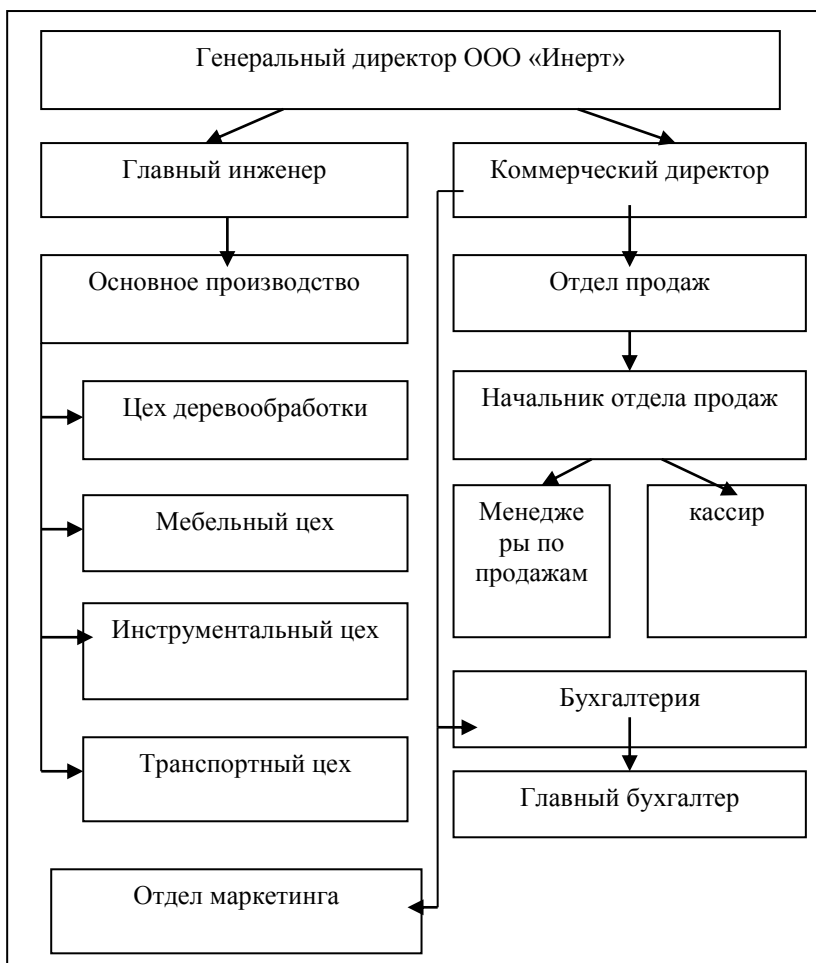 Генеральный директор ООО «Инерт»
Главный инженер
Коммерческий директор
Основное производство
Отдел продаж
Цех деревообработки
Начальник отдела продаж
Мебельный цех
Менедже
ры по
продажам
кассир
Инструментальный цех
Бухгалтерия
Транспортный цех
Главный бухгалтер
Отдел маркетинга